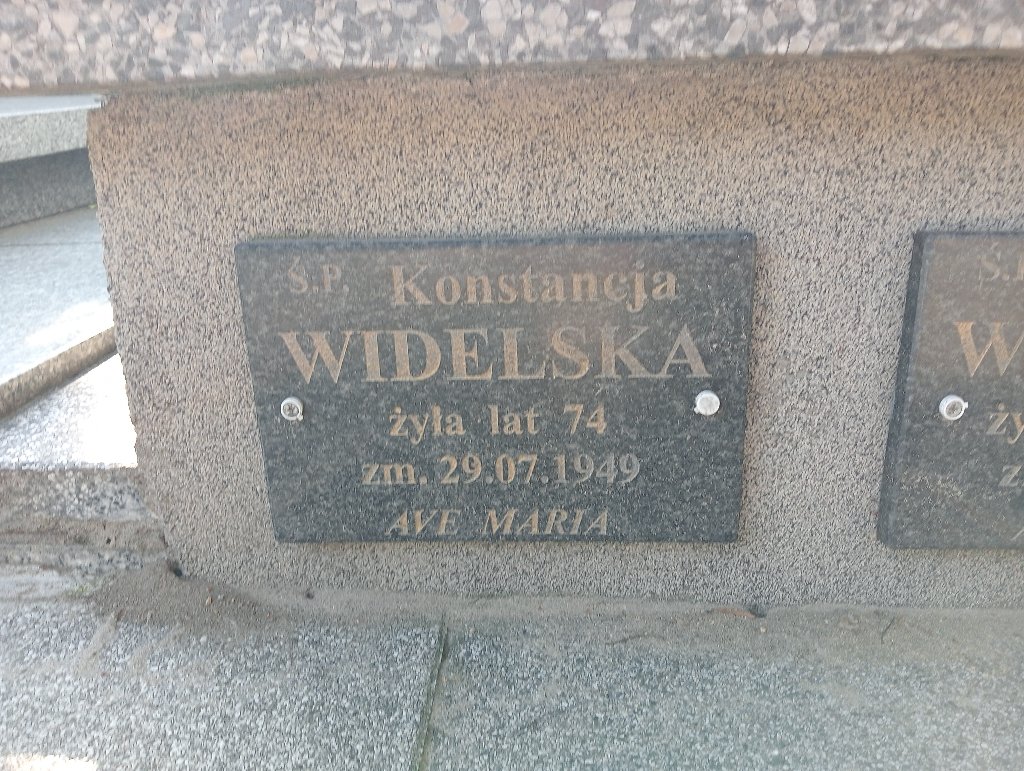 Ś.P. Konstancja
WIDELSKA
żyła lat 74
zm. 29.07.1949
AVE MARIA